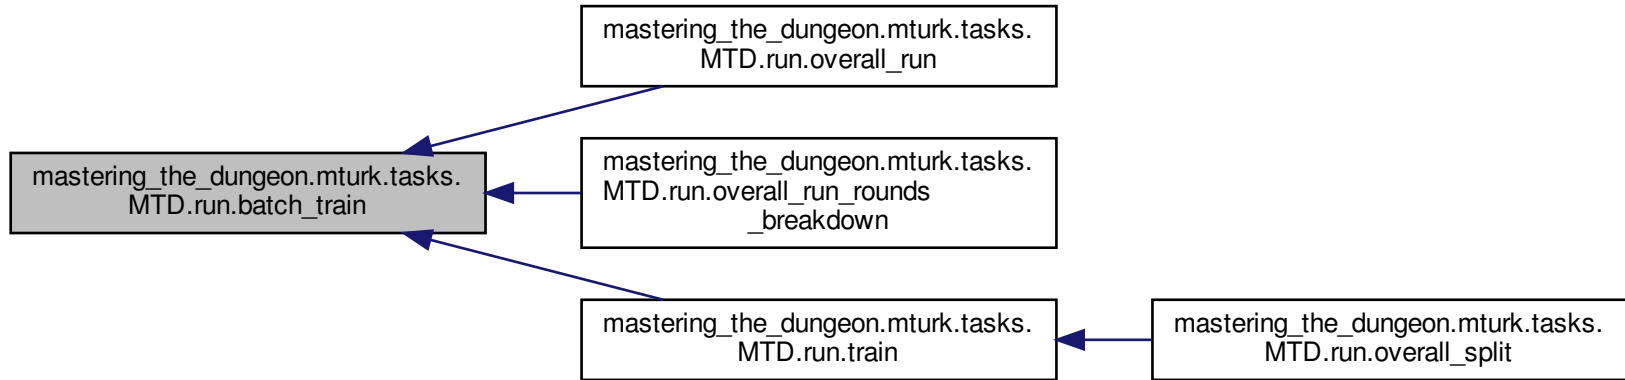 mastering_the_dungeon.mturk.tasks.
MTD.run.overall_run
mastering_the_dungeon.mturk.tasks.
MTD.run.batch_train
mastering_the_dungeon.mturk.tasks.
MTD.run.overall_run_rounds
_breakdown
mastering_the_dungeon.mturk.tasks.
MTD.run.train
mastering_the_dungeon.mturk.tasks.
MTD.run.overall_split